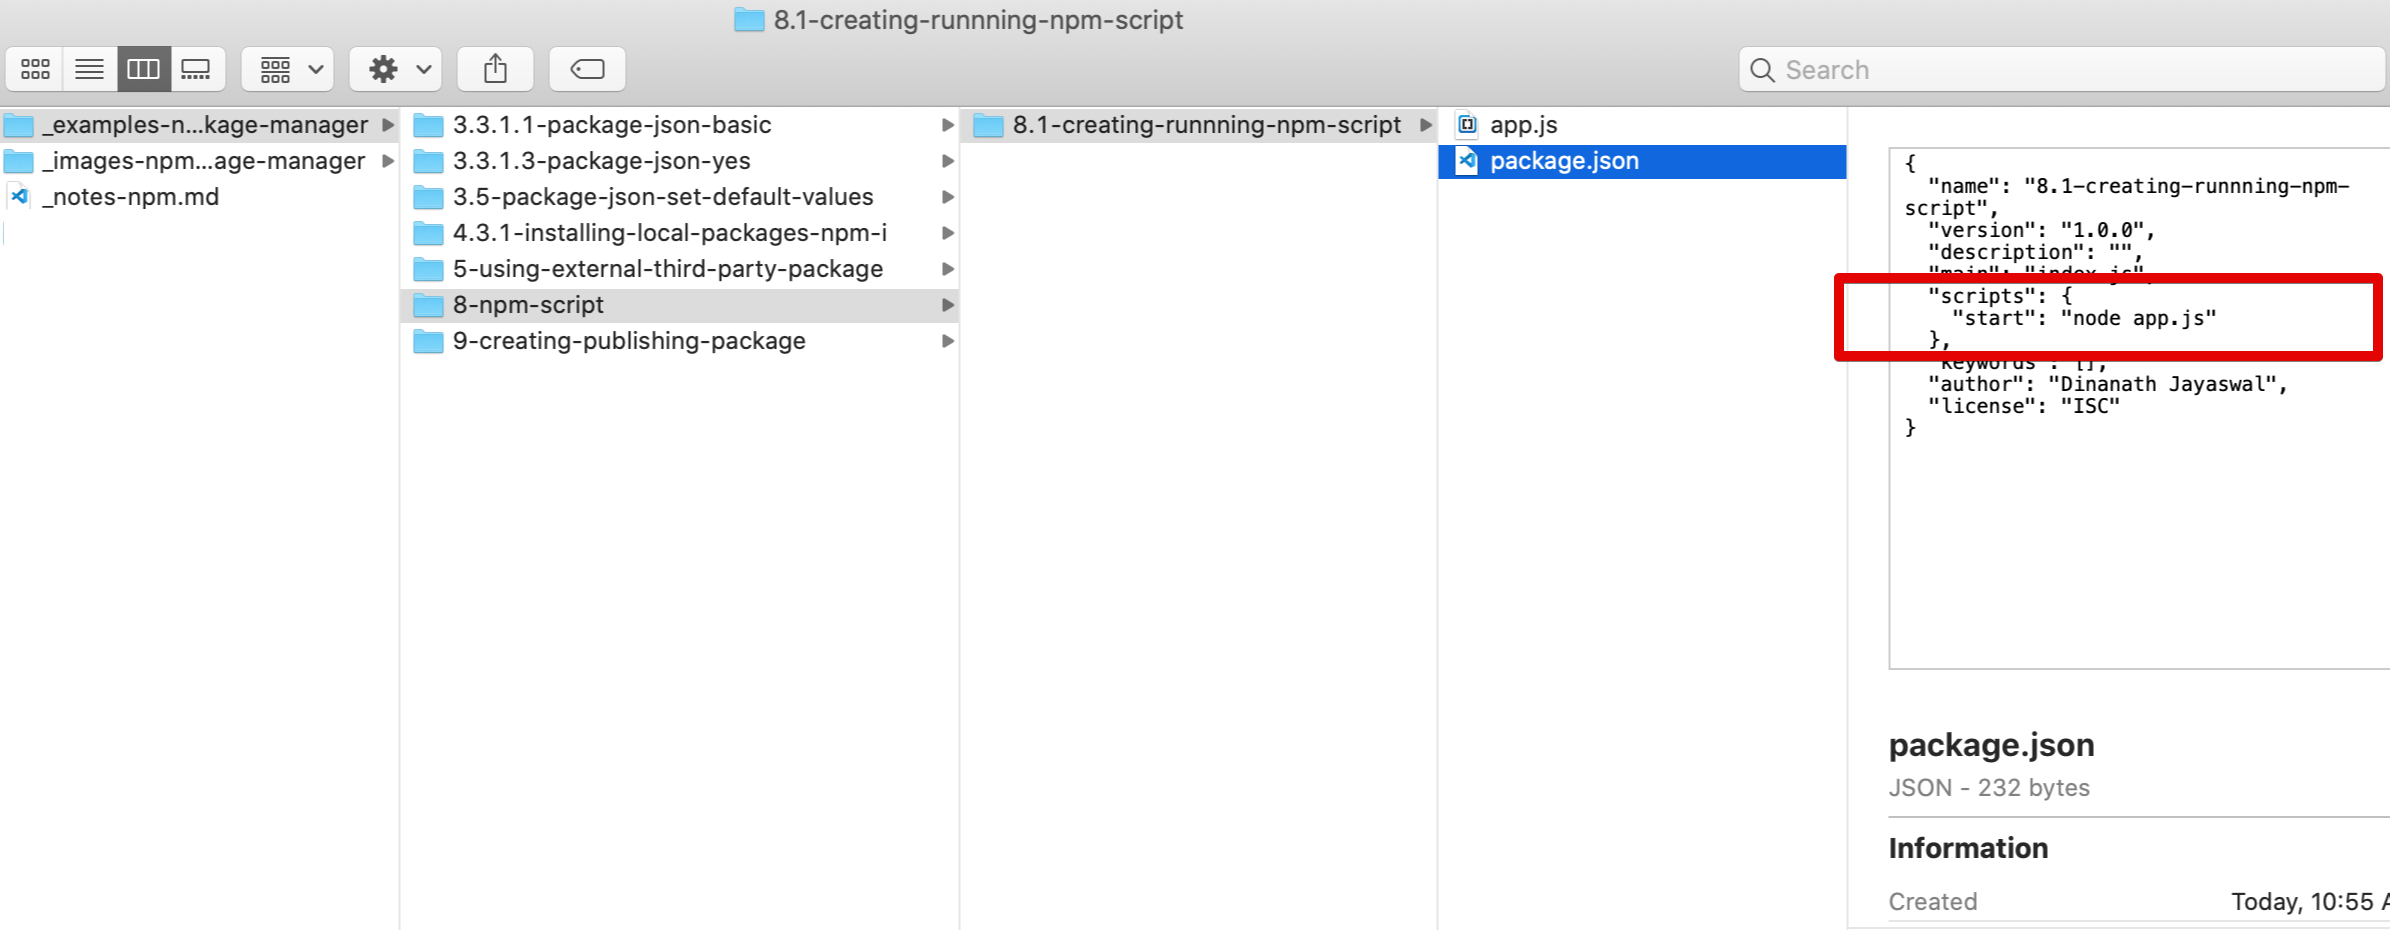 8.1-creating-runnning-npm-script
Search
_examples-n...kage-manager
_images-npm...age-manager
_notes-npm.md
3.3.1.1-package-json-basic
3.3.1.3-package-json-yes
3.5-package-json-set-default-values
4.3.1-installing-local-packages-npm-i
5-using-external-third-party-package
8-npm-script
9-creating-publishing-package
8.1-creating-runnning-npm-script
app.js
package.json
{
"name": "8.1-creating-runnning-npm-
script",
"version": "1.0.0",
"description": "",
"main": "index.js",
"scripts": {
"start": "node app.js"
},
"keywords": [],
"author": "Dinanath Jayaswal",
"license": "ISC"
}
package.json
JSON - 232 bytes
Information
Created
Today, 10:55 A